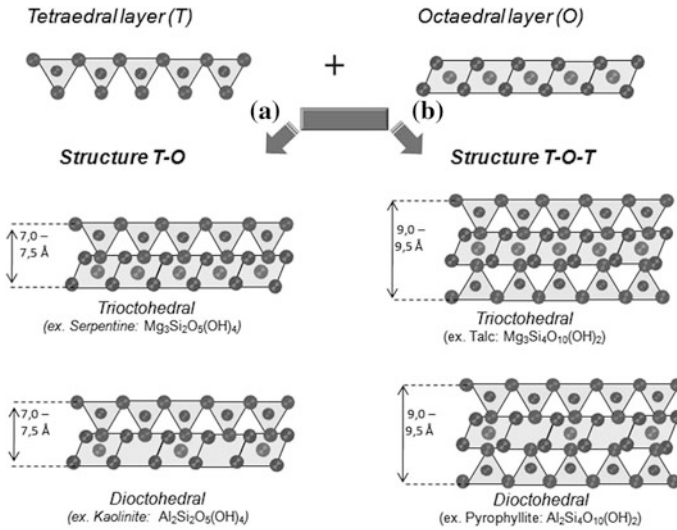 Tetraedral layer (T)
Octaedral layer (O)
+
(a)
(b)
Structure T-O
Structure T-O-T
7,0 –
7,5 Å
Trioctohedral
(ex. Serpentine: Mg₃Si₂O₅(OH)₄)
9,0 –
9,5 Å
Trioctohedral
(ex. Talc: Mg₃Si₄O₁₀(OH)₂)
7,0 –
7,5 Å
Dioctohedral
(ex. Kaolinite: Al₂Si₂O₅(OH)₄)
9,0 –
9,5 Å
Dioctohedral
(ex. Pyrophyllite: Al₂Si₄O₁₀(OH)₂)